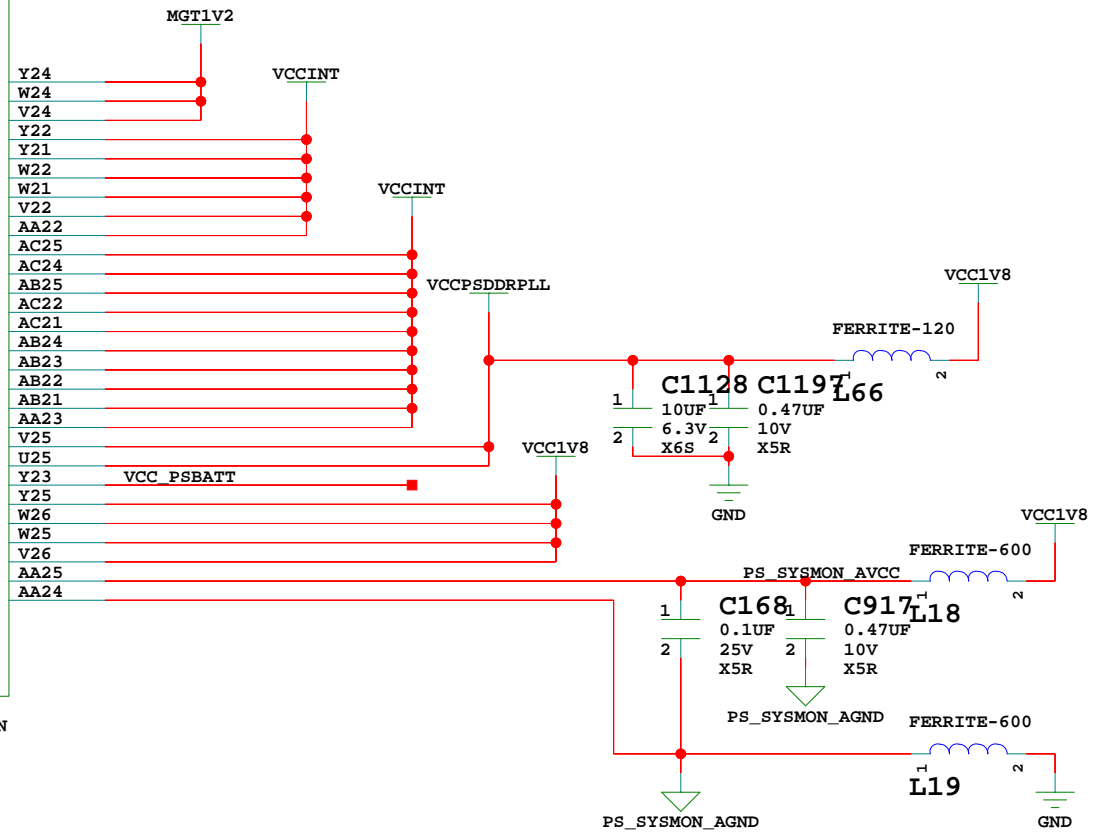 MGT1V2
Y24
W24
V24
Y22
Y21
W22
W21
V22
AA22
AC25
AC24
AB25
AC22
AC21
AB24
AB23
AB22
AB21
AA23
V25
U25
Y23
Y25
W26
W25
V26
AA25
AA24
N
VCCINT
VCCINT
VCCPSDDRPLL
VCC_PSBATT
VCC1V8
VCC1V8
FERRITE-120
1
2
L66
1
2
C1128
10UF
6.3V
X6S
1
2
C1197
0.47UF
10V
X5R
GND
VCC1V8
FERRITE-600
PS_SYSMON_AVCC
1
2
L18
1
2
C168
0.1UF
25V
X5R
1
2
C917
0.47UF
10V
X5R
PS_SYSMON_AGND
FERRITE-600
1
2
L19
PS_SYSMON_AGND
GND